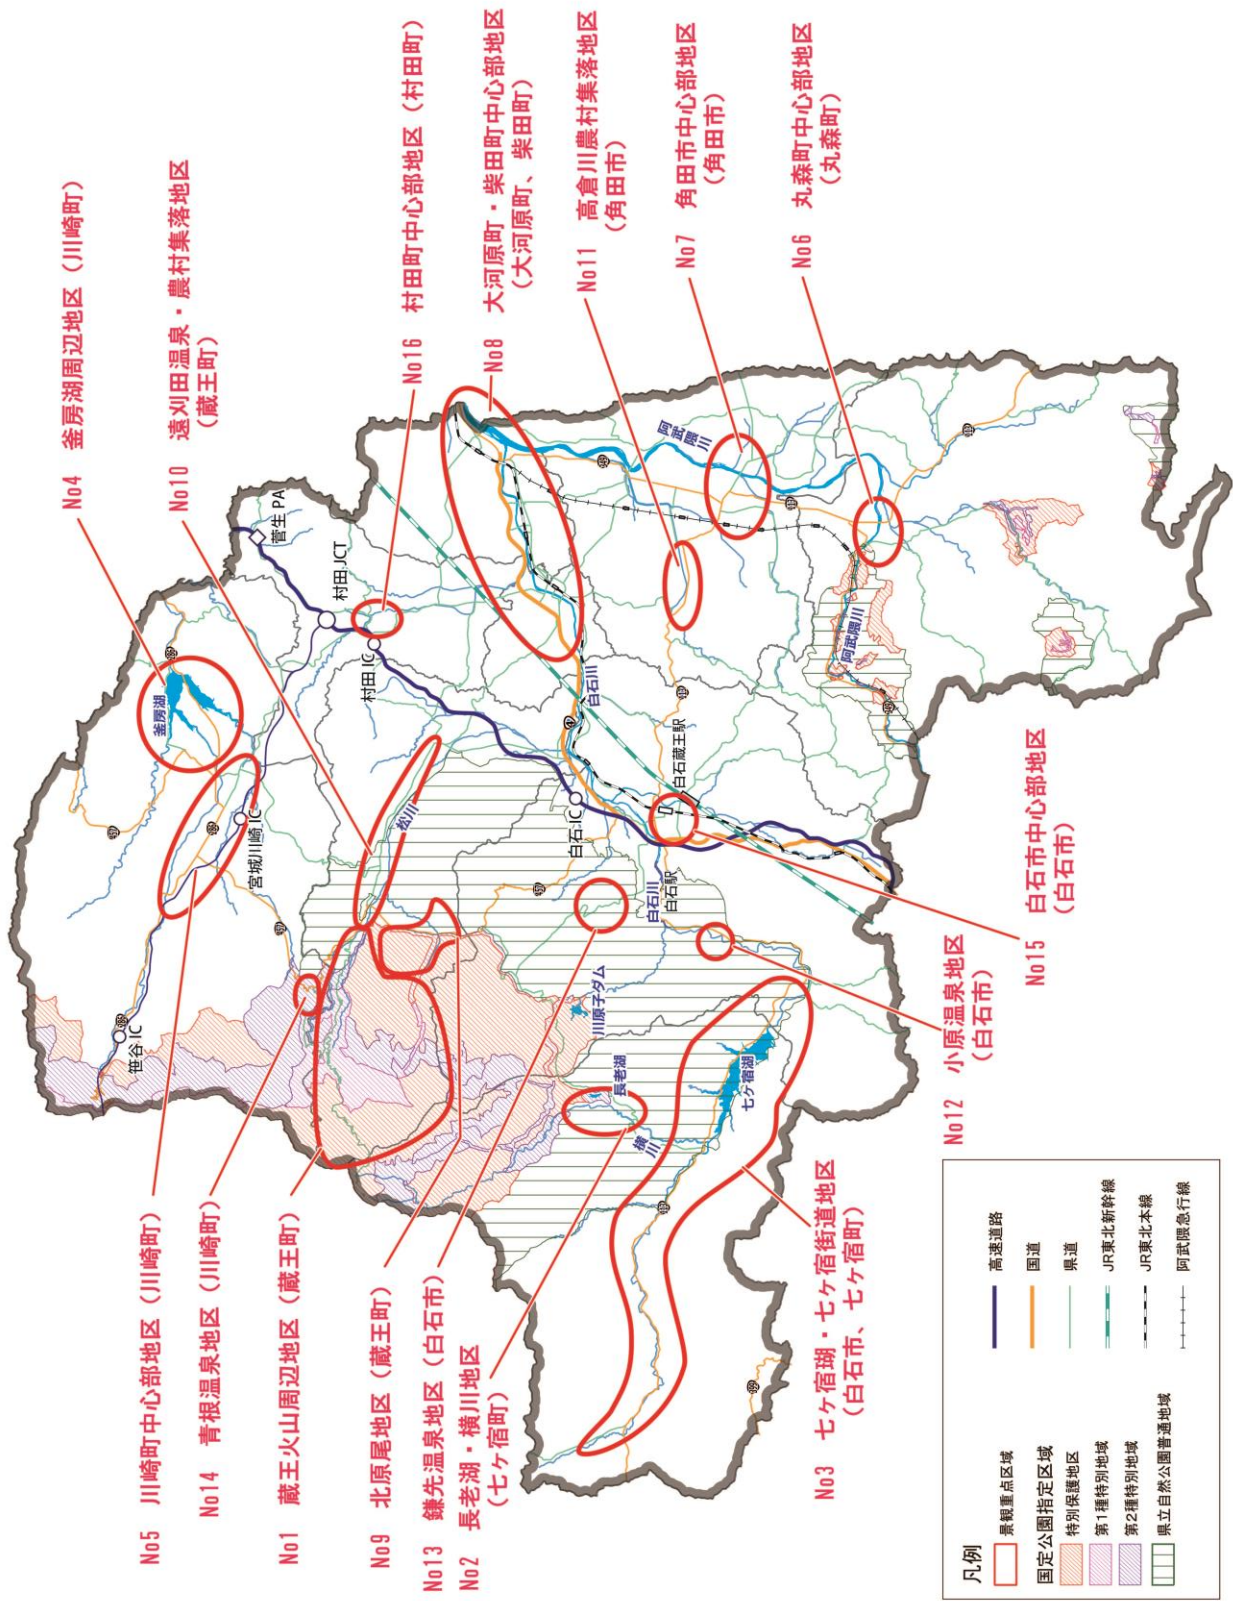 No5 川崎町中心部地区（川崎町）
No14 青根温泉地区（川崎町）
No1 蔵王火山周辺地区（蔵王町）
No9 北原尾地区（蔵王町）
No13 鎌先温泉地区（白石市）
No2 長老湖・横川地区
（七ヶ宿町）
No3 七ヶ宿瑚・七ヶ宿街道地区
（白石市、七ヶ宿町）
No4 釜房湖周辺地区（川崎町）
No10 遠刈田温泉・農村集落地区
（蔵王町）
No16 村田町中心部地区（村田町）
No8 大河原町・柴田町中心部地区
（大河原町、柴田町）
No11 高倉川農村集落地区
（角田市）
No7 角田市中心部地区
（角田市）
No6 丸森町中心部地区
（丸森町）
No15 白石市中心部地区
（白石市）
No12 小原温泉地区
（白石市）
笹谷 IC
宮城川崎 IC
釜房湖
菅生 PA
村田 JCT
村田 IC
松川
白石 IC
白石川
白石蔵王駅
白石川
白石駅
川原子ダム
長老湖
横川
七ヶ宿湖
阿武隈川
阿武隈川
凡例
景観重点区域
国定公園指定区域
特別保護地区
第1種特別地域
第2種特別地域
県立自然公園普通地域
高速道路
国道
県道
JR東北新幹線
JR東北本線
阿武隈急行線